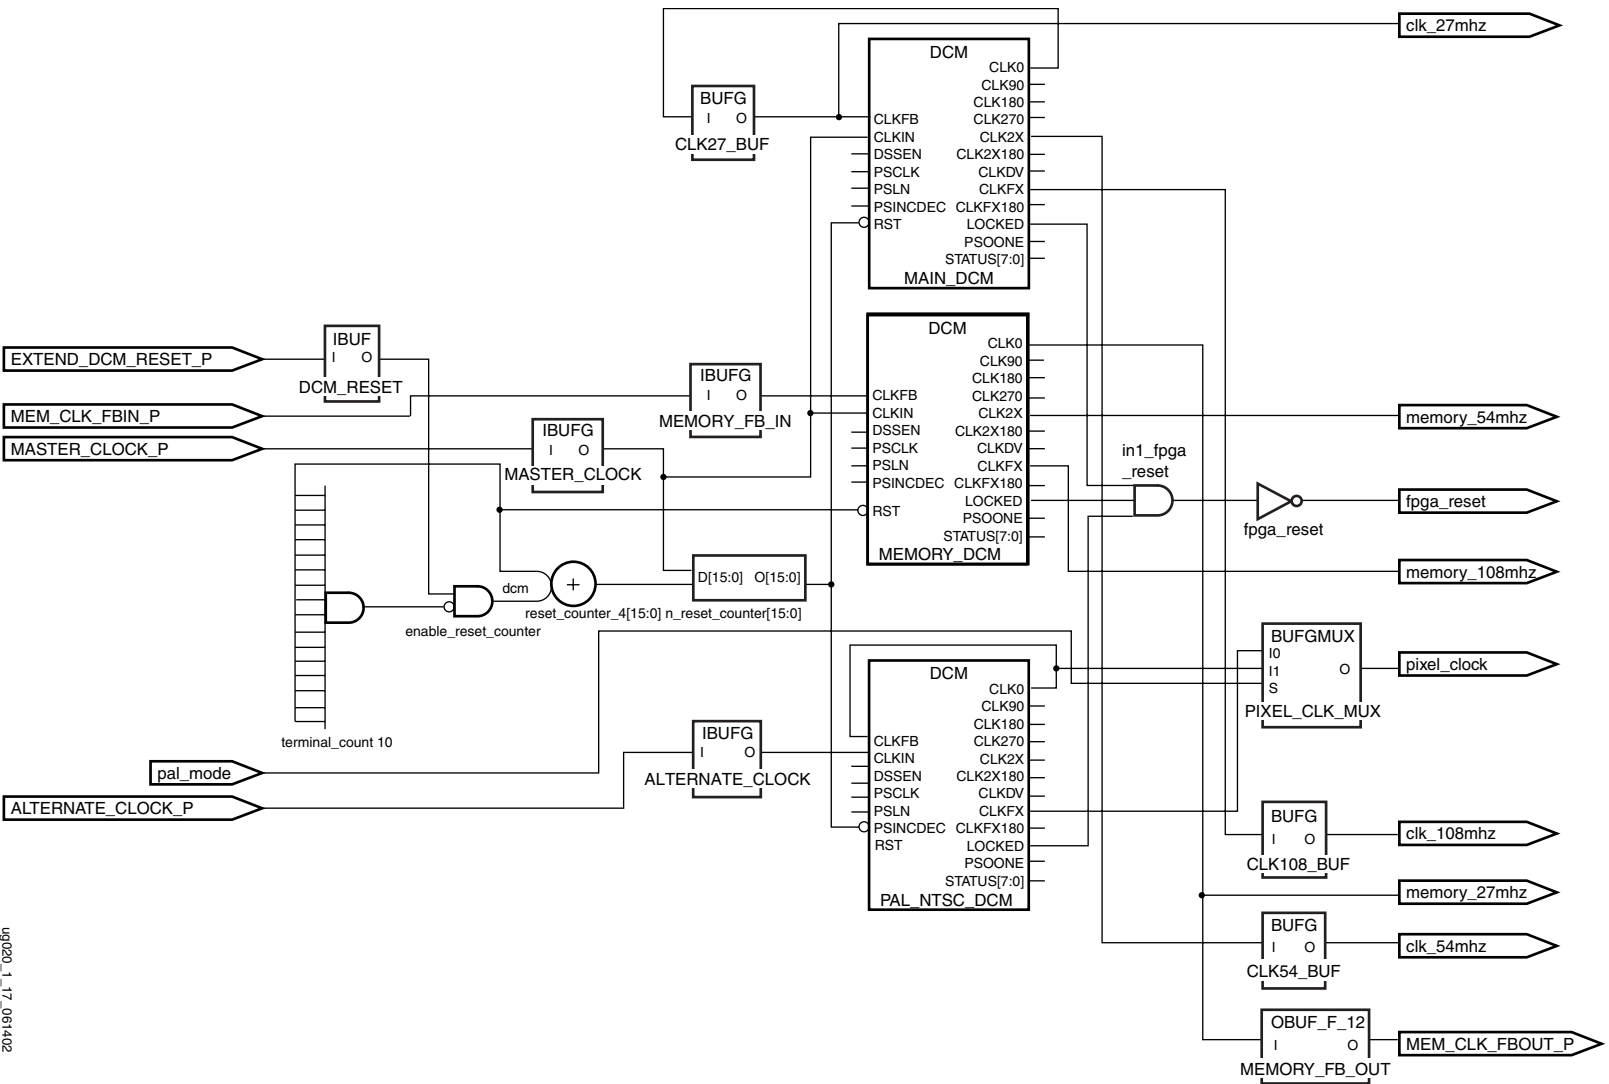 clk_27mhz
DCM
CLK0
CLK90
CLK180
CLK270
CLKFB
CLKIN
CLK2X
DSSEN
CLK2X180
PSCLK
CLKDV
PSLN
CLKFX
PSINCDEC
CLKFX180
RST
LOCKED
PSOONE
STATUS[7:0]
MAIN_DCM
BUFG
I O
CLK27_BUF
EXTEND_DCM_RESET_P
IBUF
I O
DCM_RESET
MEM_CLK_FBIN_P
MASTER_CLOCK_P
IBUFG
I O
MEMORY_FB_IN
IBUFG
I O
MASTER_CLOCK
DCM
CLK0
CLK90
CLK180
CLK270
CLKFB
CLKIN
CLK2X
DSSEN
CLK2X180
PSCLK
CLKDV
PSLN
CLKFX
PSINCDEC
CLKFX180
LOCKED
RST
PSOONE
STATUS[7:0]
MEMORY_DCM
memory_54mhz
in1_fpga
_reset
fpga_reset
fpga_reset
memory_108mhz
dcm
+
D[15:0] O[15:0]
reset_counter_4[15:0] n_reset_counter[15:0]
enable_reset_counter
terminal_count 10
pal_mode
ALTERNATE_CLOCK_P
IBUFG
I O
ALTERNATE_CLOCK
DCM
CLK0
CLK90
CLK180
CLKFB
CLK270
CLKIN
CLK2X
DSSEN
CLK2X180
PSCLK
CLKDV
PSLN
CLKFX
PSINCDEC
CLKFX180
RST
LOCKED
PSOONE
STATUS[7:0]
PAL_NTSC_DCM
BUFGMUX
I0
I1 O
S
PIXEL_CLK_MUX
pixel_clock
BUFG
I O
CLK108_BUF
clk_108mhz
memory_27mhz
BUFG
I O
CLK54_BUF
clk_54mhz
OBUF_F_12
I O
MEMORY_FB_OUT
MEM_CLK_FBOUT_P
ug020_1_17_061402